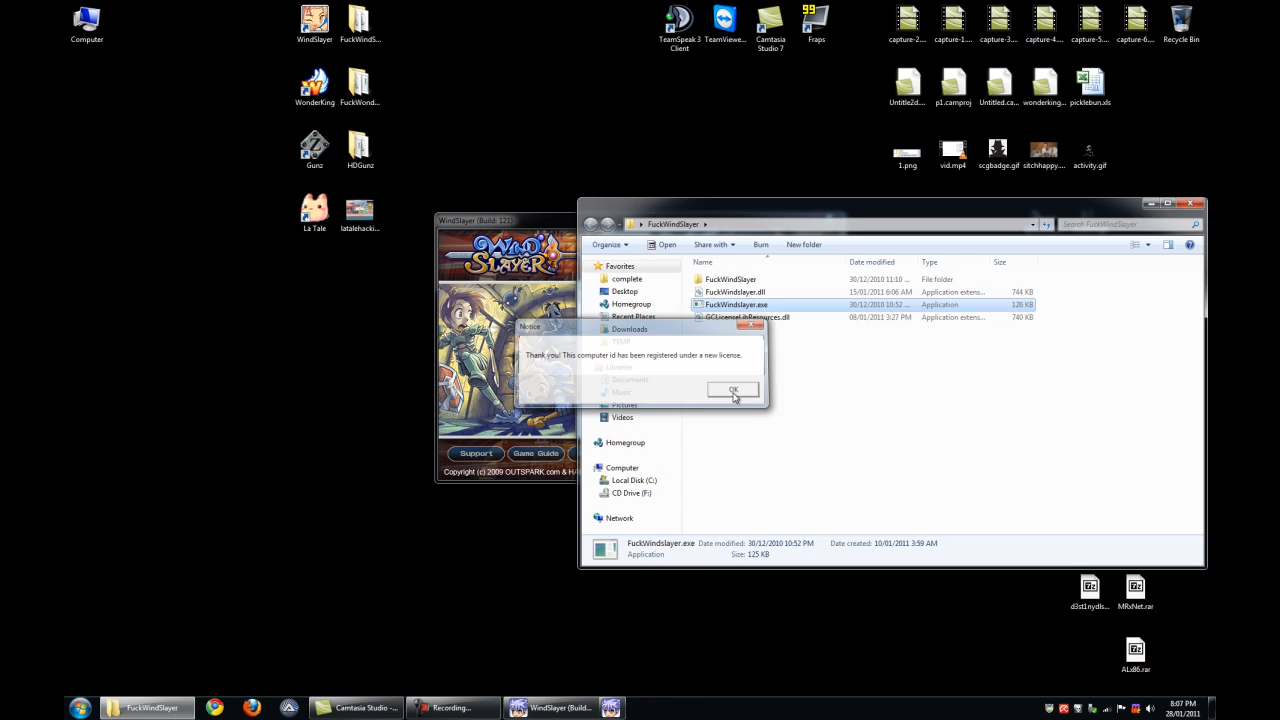 Computer
WindSlayer
FuckWindS...
99
TeamSpeak 3
Client
TeamViewe...
Camtasia
Studio 7
Fraps
capture-2....
capture-1....
capture-3....
capture-4....
capture-5....
capture-6....
Recycle Bin
WonderKing
FuckWond...
Untitle2d....
p1.camproj
Untitled.ca...
wonderking...
picklebun.xls
Gunz
HDGunz
1.png
vid.mp4
scgbadge.gif
sitchhappy....
activity.gif
La Tale
latalehacki...
WindSlayer (Build: 121)
WIND
SLAYER
Support
Game Guide
Copyright (c) 2009 OUTSPARK.com & HA
FuckWindSlayer
Search FuckWindSlayer
Organize
Open
Share with
Burn
New folder
Name
Date modified
Type
Size
FuckWindSlayer
30/12/2010 11:10 ...
File folder
FuckWindslayer.dll
15/01/2011 6:06 AM
Application extens...
744 KB
FuckWindslayer.exe
30/12/2010 10:52 ...
Application
126 KB
GCLicenseLibResources.dll
08/01/2011 3:27 PM
Application extens...
740 KB
Favorites
complete
Desktop
Homegroup
Recent Places
Downloads
TEMP
Libraries
Documents
Music
Pictures
Videos
Homegroup
Computer
Local Disk (C:)
CD Drive (F:)
Network
Notice
Thank you! This computer id has been registered under a new license.
OK
FuckWindslayer.exe
Date modified: 30/12/2010 10:52 PM
Date created: 10/01/2011 3:59 AM
Application
Size: 125 KB
d3st1nydls...
MRxNet.rar
ALx86.rar
FuckWindSlayer
Camtasia Studio -...
Recording...
WindSlayer (Build...
8:07 PM
28/01/2011